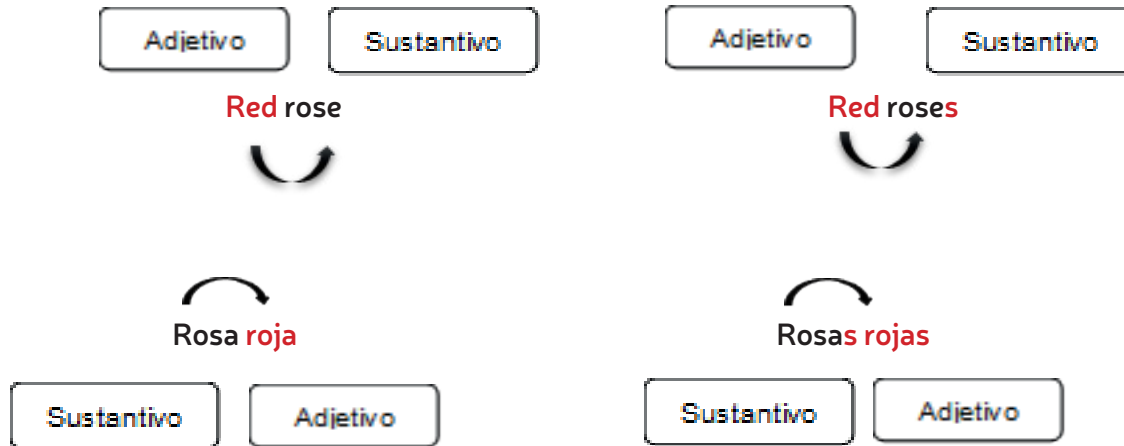 Adjetivo Sustantivo
Red rose
Rosa roja
Sustantivo Adjetivo
Adjetivo Sustantivo
Red roses
Rosas rojas
Sustantivo Adjetivo